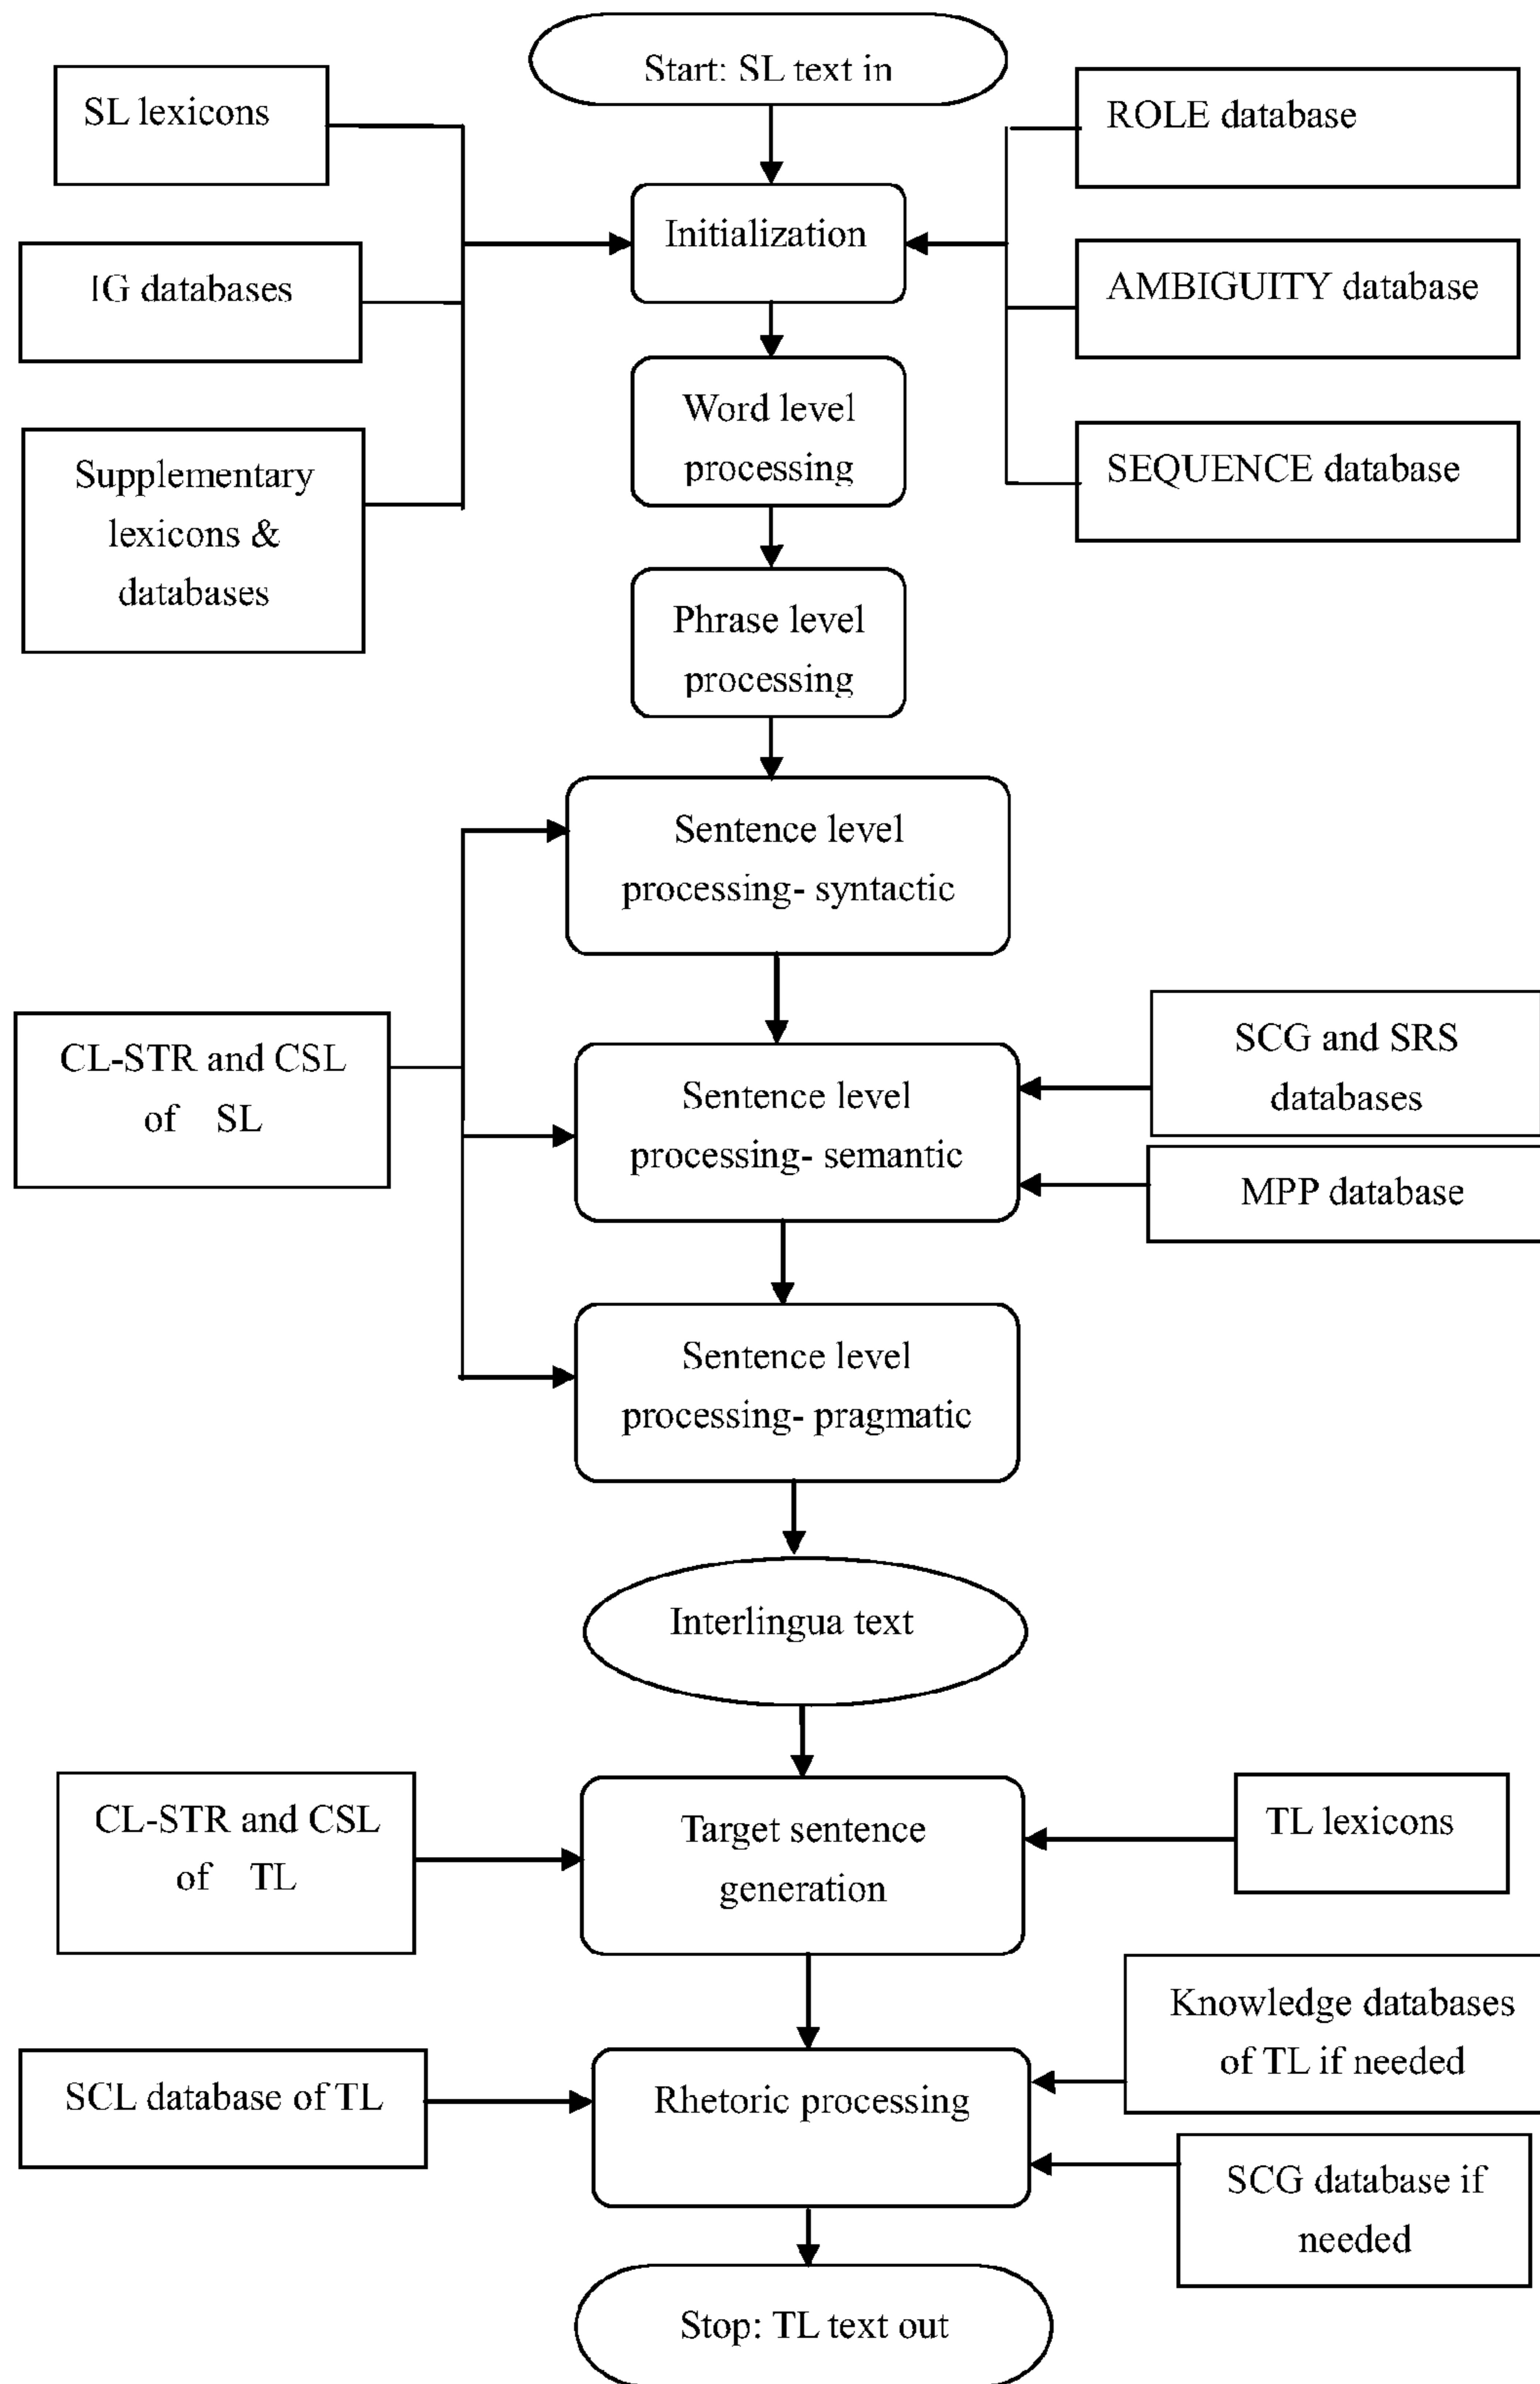 Start: SL text in
SL lexicons
ROLE database
Initialization
IG databases
AMBIGUITY database
Word level
processing
Supplementary
lexicons &
databases
SEQUENCE database
Phrase level
processing
Sentence level
processing- syntactic
CL-STR and CSL
of SL
Sentence level
processing- semantic
SCG and SRS
databases
MPP database
Sentence level
processing- pragmatic
Interlingua text
CL-STR and CSL
of TL
Target sentence
generation
TL lexicons
Knowledge databases
of TL if needed
SCL database of TL
Rhetoric processing
SCG database if
needed
Stop: TL text out